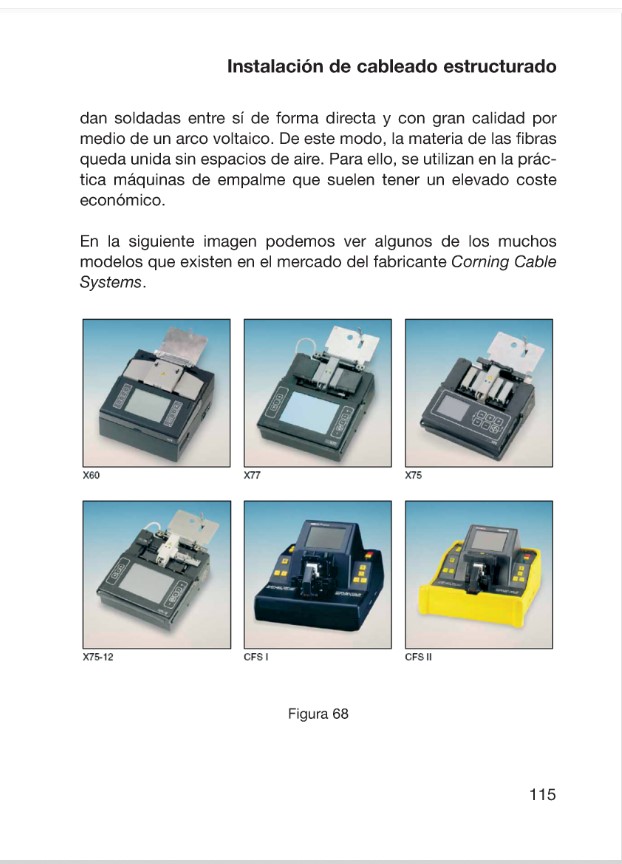 Instalación de cableado estructurado
dan soldadas entre sí de forma directa y con gran calidad por
medio de un arco voltaico. De este modo, la materia de las fibras
queda unida sin espacios de aire. Para ello, se utilizan en la prác-
tica máquinas de empalme que suelen tener un elevado coste
económico.
En la siguiente imagen podemos ver algunos de los muchos
modelos que existen en el mercado del fabricante Corning Cable
Systems.
X60
X77
X75
X75-12
CFS I
CFS II
Figura 68
115